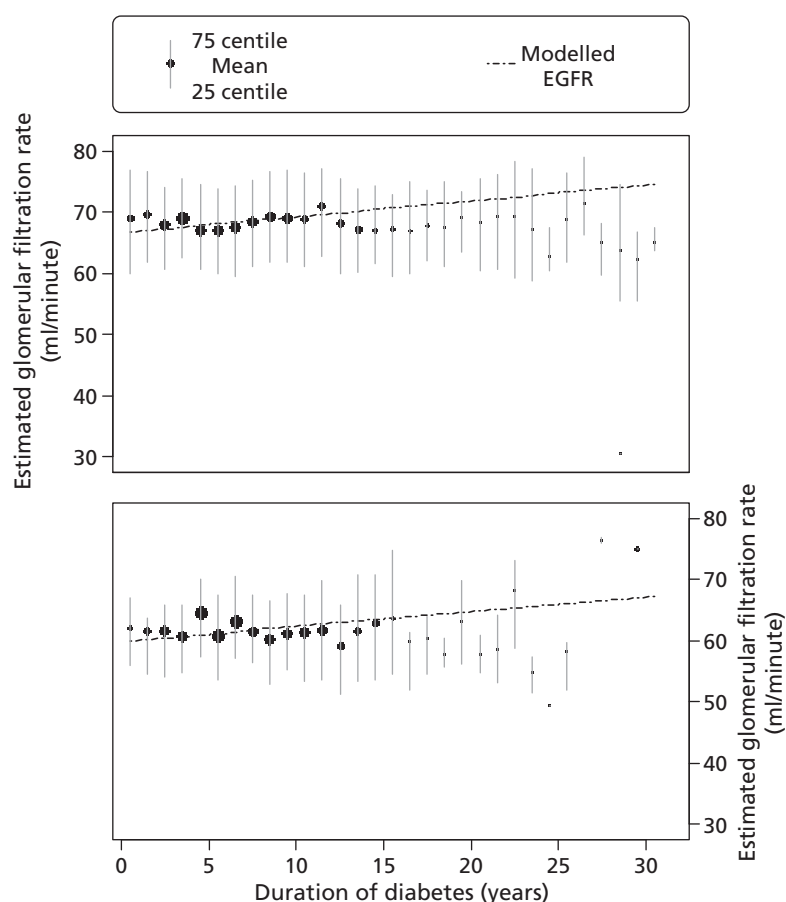 75 centile
Mean
25 centile
Modelled
EGFR
Estimated glomerular filtration rate
(ml/minute)
80
70
60
50
40
30
80
70
60
50
40
30
Estimated glomerular filtration rate
(ml/minute)
0 5 10 15 20 25 30
Duration of diabetes (years)